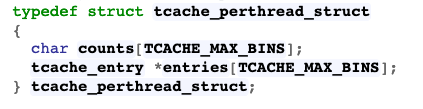 typedef struct tcache_perthread_struct
{
  char counts[TCACHE_MAX_BINS];
  tcache_entry *entries[TCACHE_MAX_BINS];
} tcache_perthread_struct;